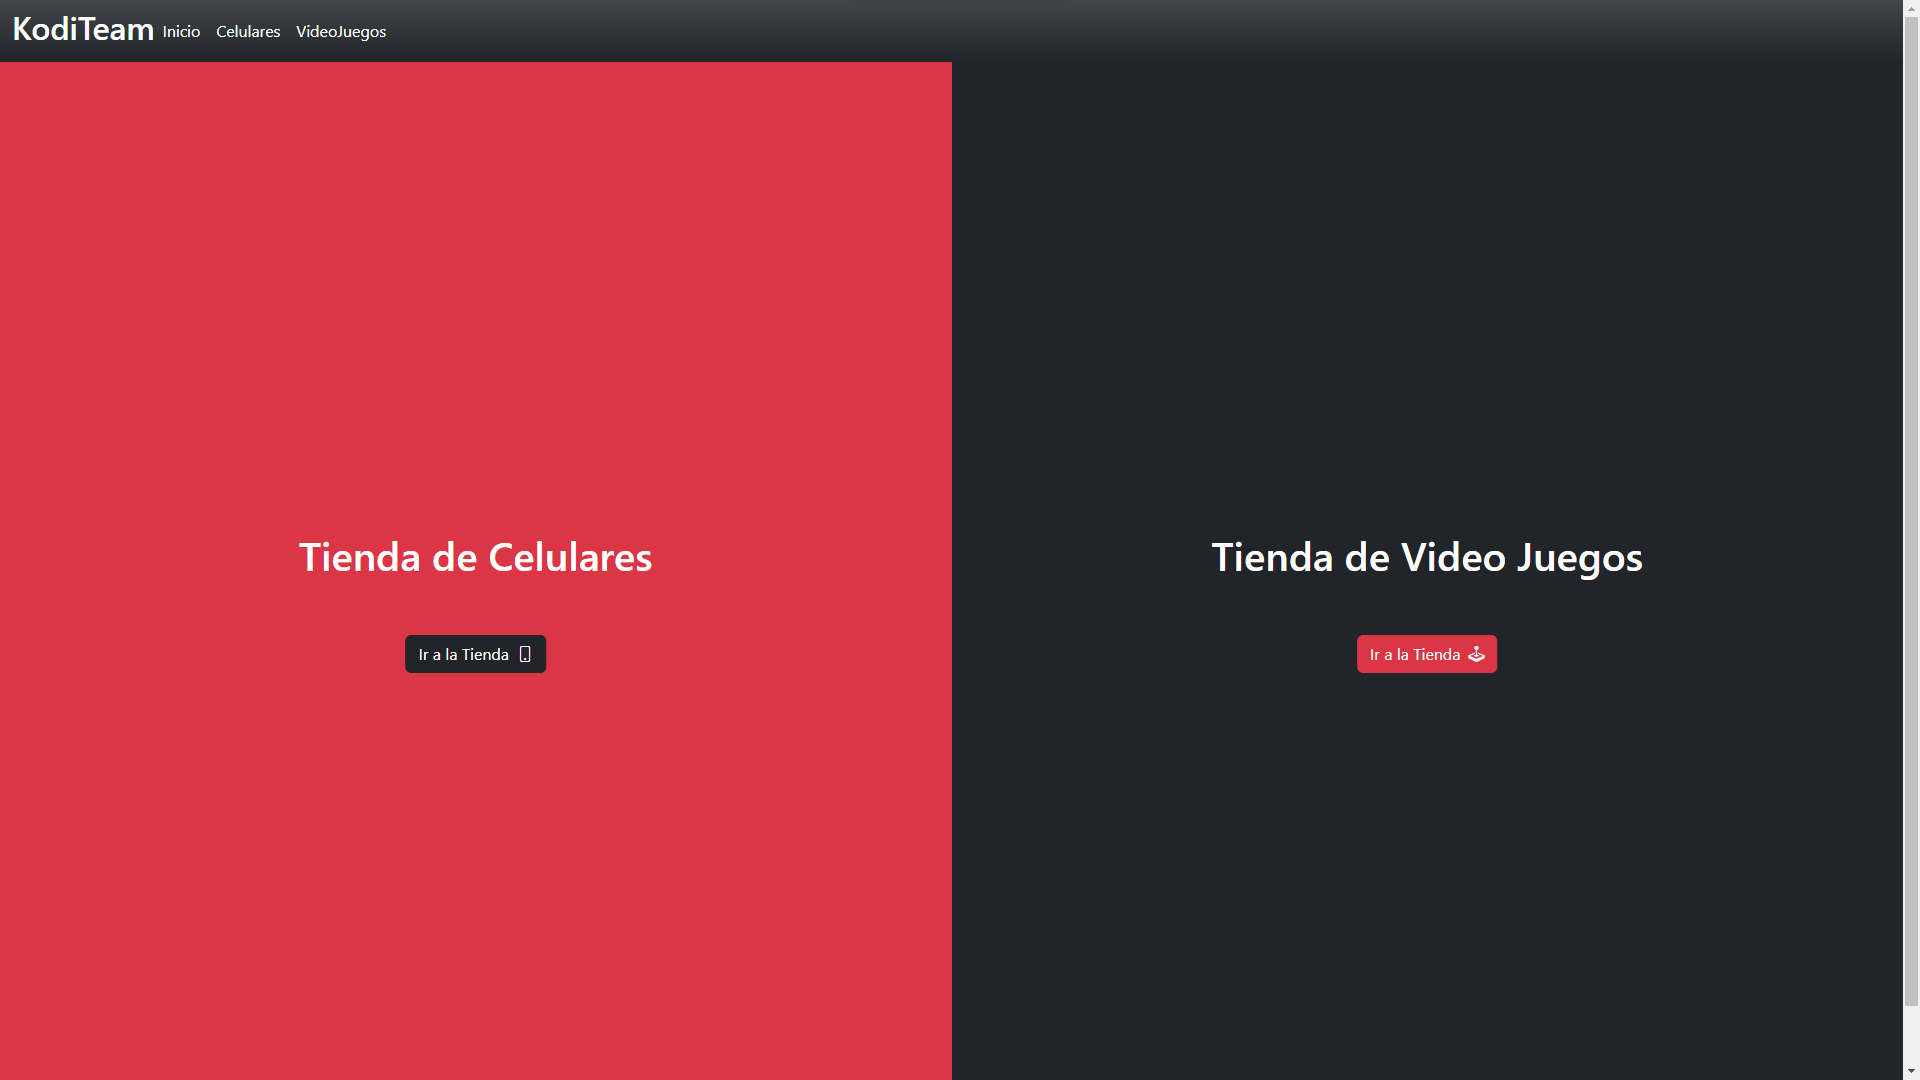 KodiTeam Inicio Celulares VideoJuegos
Tienda de Celulares
Ir a la Tienda
Tienda de Video Juegos
Ir a la Tienda